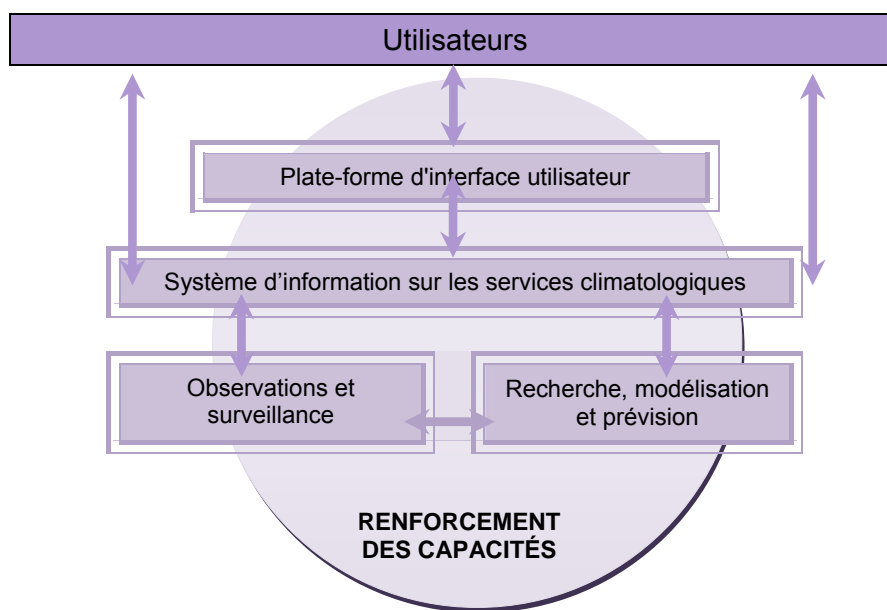 Utilisateurs
Plate-forme d'interface utilisateur
Système d’information sur les services climatologiques
Observations et
surveillance
Recherche, modélisation
et prévision
RENFORCEMENT
DES CAPACITÉS